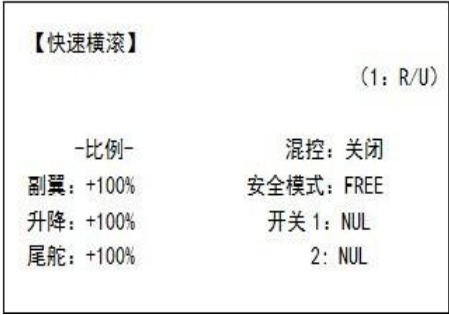 【快速横滚】
(1: R/U)
-比例- 混控: 关闭
副翼: +100% 安全模式: FREE
升降: +100% 开关 1: NUL
尾舵: +100% 2: NUL